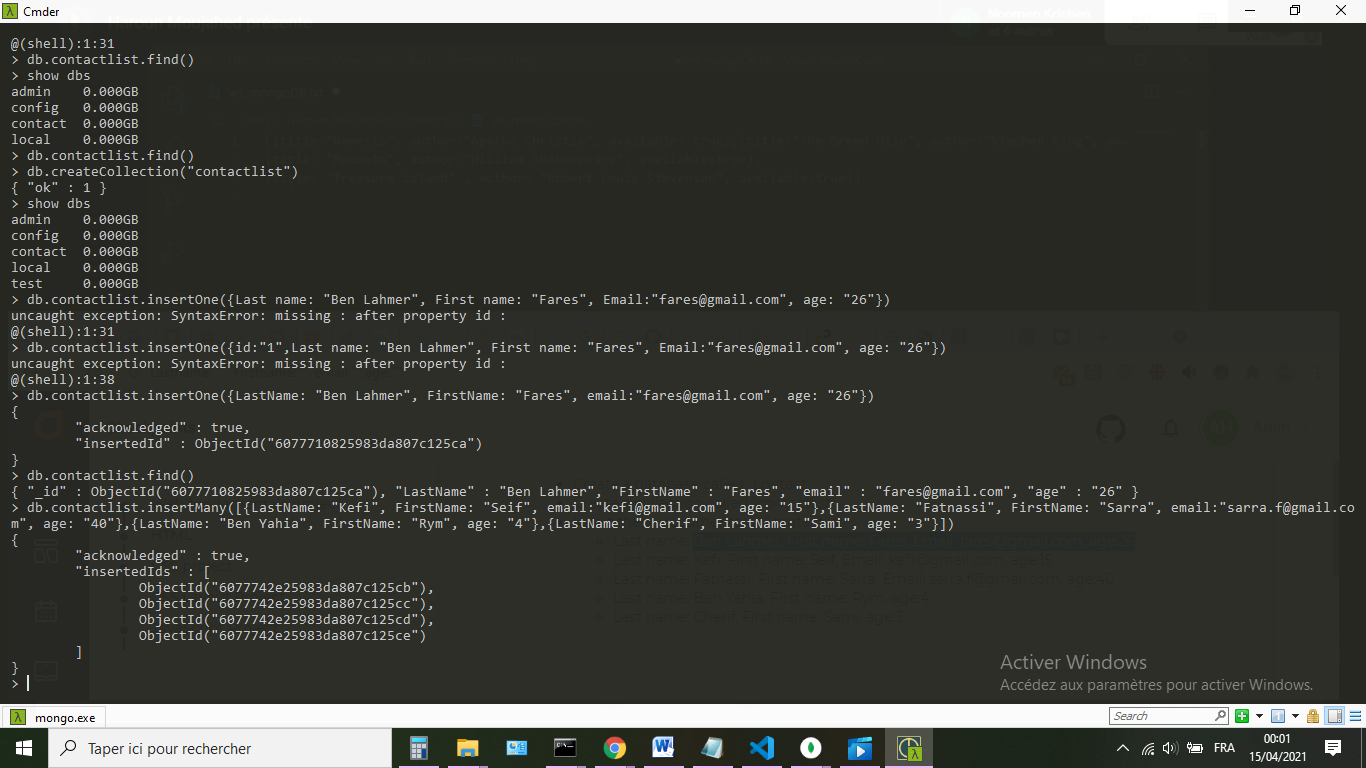 Cmder
@(shell):1:31
> db.contactlist.find()
> show dbs
admin    0.000GB
config   0.000GB
contact  0.000GB
local    0.000GB
> db.contactlist.find()
> db.createCollection("contactlist")
{ "ok" : 1 }
> show dbs
admin    0.000GB
config   0.000GB
contact  0.000GB
local    0.000GB
test     0.000GB
> db.contactlist.insertOne({Last name: "Ben Lahmer", First name: "Fares", Email:"fares@gmail.com", age: "26"})
uncaught exception: SyntaxError: missing : after property id :
@(shell):1:31
> db.contactlist.insertOne({id:"1",Last name: "Ben Lahmer", First name: "Fares", Email:"fares@gmail.com", age: "26"})
uncaught exception: SyntaxError: missing : after property id :
@(shell):1:38
> db.contactlist.insertOne({LastName: "Ben Lahmer", FirstName: "Fares", email:"fares@gmail.com", age: "26"})
{
        "acknowledged" : true,
        "insertedId" : ObjectId("6077710825983da807c125ca")
}
> db.contactlist.find()
{ "_id" : ObjectId("6077710825983da807c125ca"), "LastName" : "Ben Lahmer", "FirstName" : "Fares", "email" : "fares@gmail.com", "age" : "26" }
> db.contactlist.insertMany([{LastName: "Kefi", FirstName: "Seif", email:"kefi@gmail.com", age: "15"},{LastName: "Fatnassi", FirstName: "Sarra", email:"sarra.f@gmail.co
m", age: "40"},{LastName: "Ben Yahia", FirstName: "Rym", age: "4"},{LastName: "Cherif", FirstName: "Sami", age: "3"}])
{
        "acknowledged" : true,
        "insertedIds" : [
                ObjectId("6077742e25983da807c125cb"),
                ObjectId("6077742e25983da807c125cc"),
                ObjectId("6077742e25983da807c125cd"),
                ObjectId("6077742e25983da807c125ce")
        ]
}
>
Activer Windows
Accédez aux paramètres pour activer Windows.
mongo.exe
Search
Taper ici pour rechercher
FRA
00:01
15/04/2021